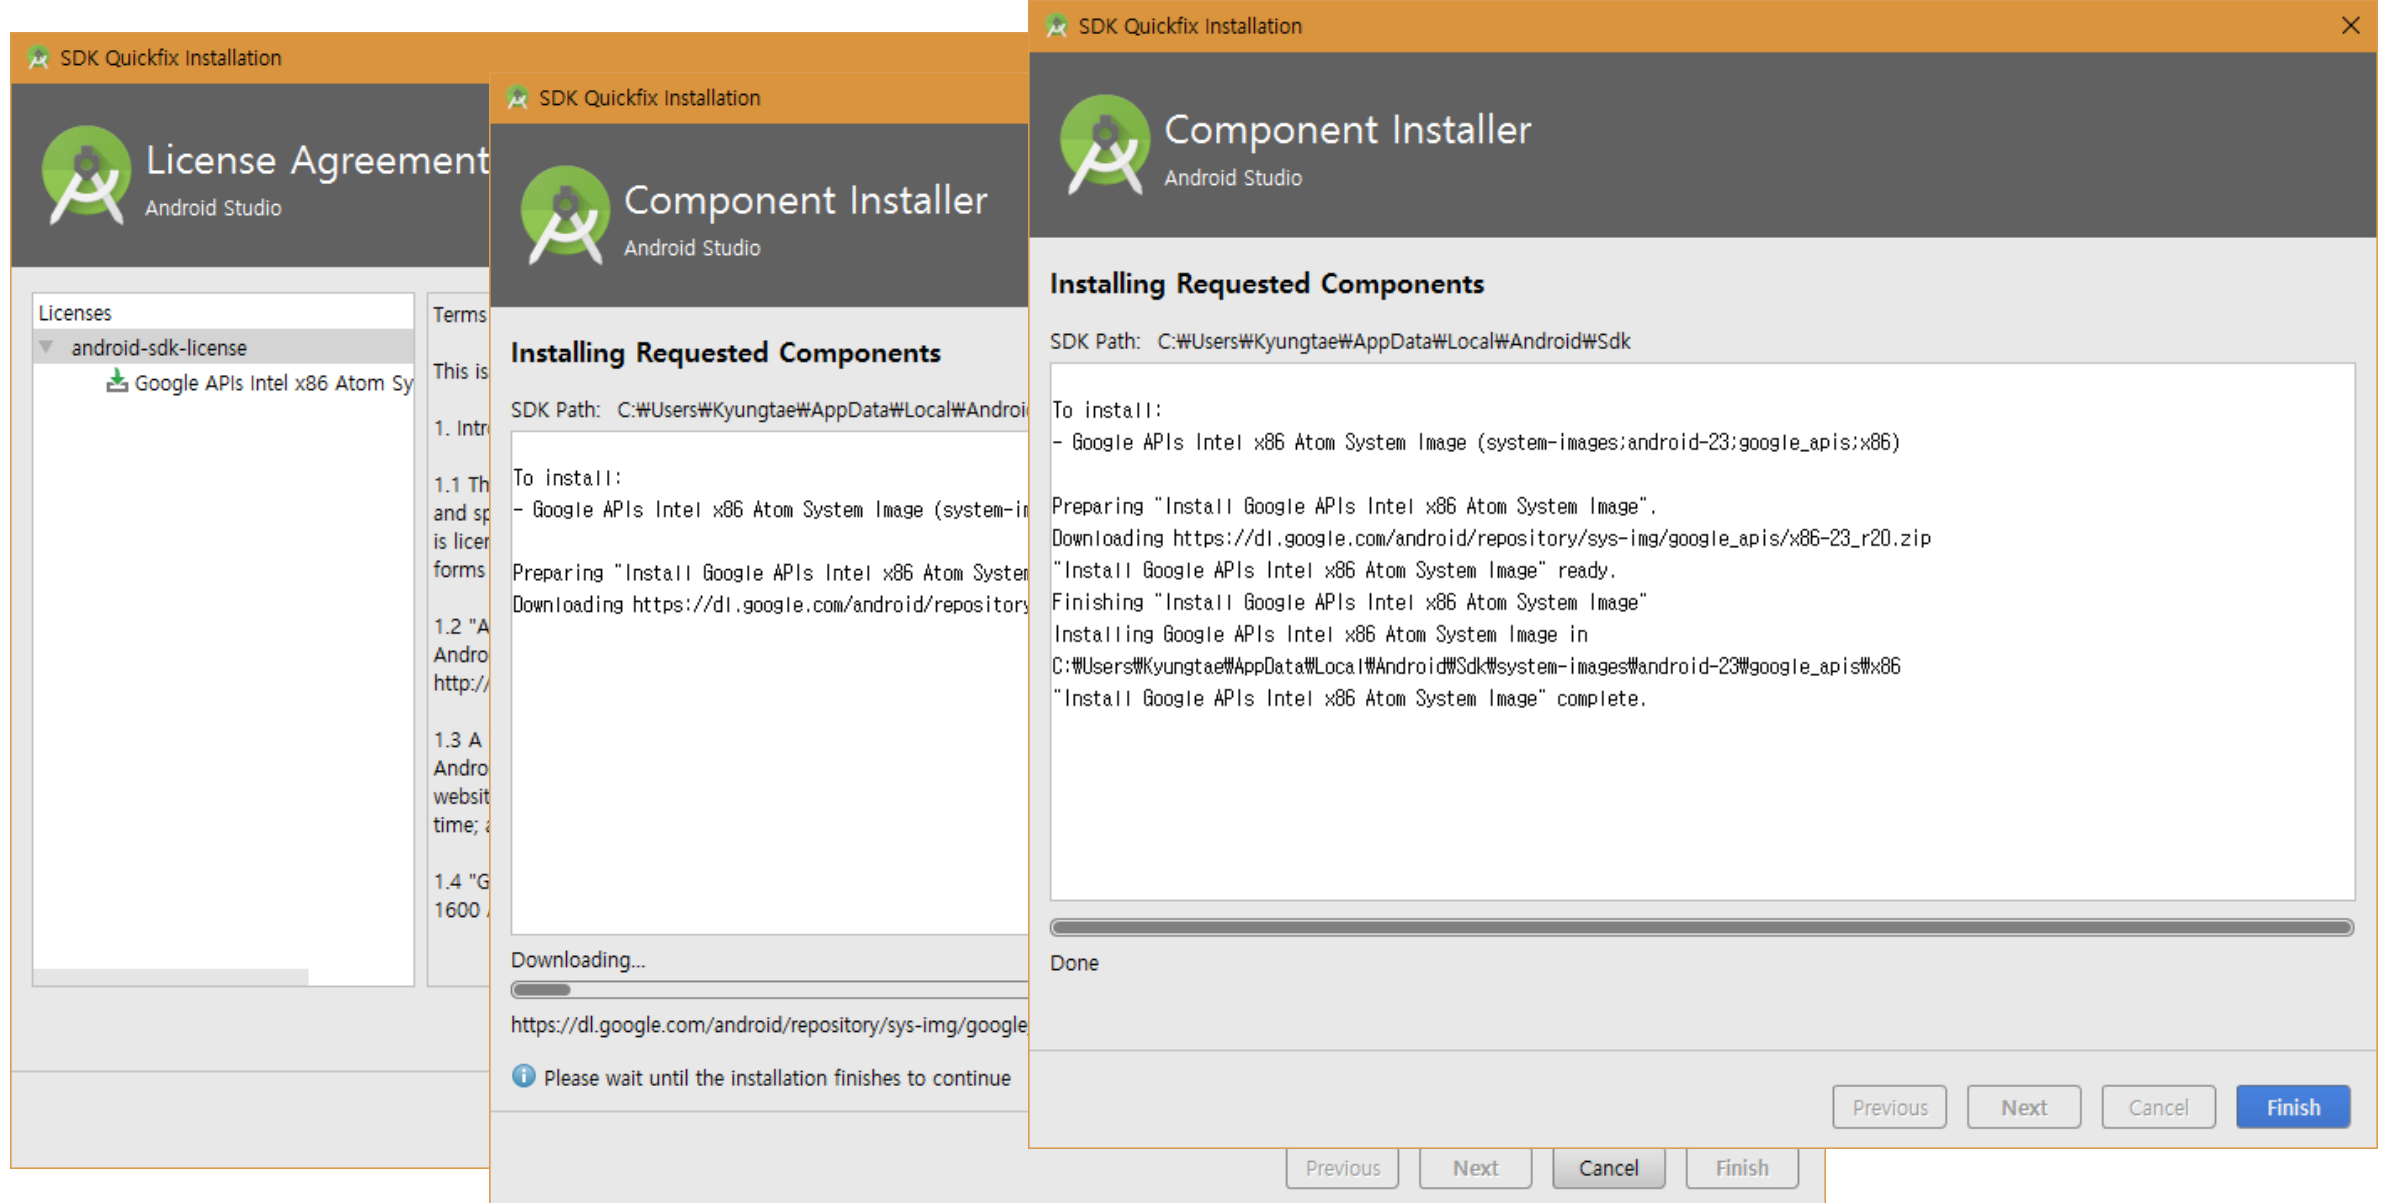 SDK Quickfix Installation
License Agreement
Android Studio
Licenses
android-sdk-license
Google APIs Intel x86 Atom Sy
Terms
This is
1. Intr
1.1 Th
and sp
is licer
forms
1.2 "A
Andro
http://
1.3 A
Andro
websit
time;
1.4 "G
1600
SDK Quickfix Installation
Component Installer
Android Studio
Installing Requested Components
SDK Path: C:₩Users₩Kyungtae₩AppData₩Local₩Androi
To install:
- Google APIs Intel x86 Atom System Image (system-im
Preparing "Install Google APIs Intel x86 Atom System
Downloading https://dl.google.com/android/repository
Downloading...
https://dl.google.com/android/repository/sys-img/google_
Please wait until the installation finishes to continue
Previous Next Cancel Finish
SDK Quickfix Installation
Component Installer
Android Studio
Installing Requested Components
SDK Path: C:₩Users₩Kyungtae₩AppData₩Local₩Android₩Sdk
To install:
- Google APIs Intel x86 Atom System Image (system-images;android-23;google_apis;x86)
Preparing "Install Google APIs Intel x86 Atom System Image".
Downloading https://dl.google.com/android/repository/sys-img/google_apis/x86-23_r20.zip
"Install Google APIs Intel x86 Atom System Image" ready.
Finishing "Install Google APIs Intel x86 Atom System Image"
Installing Google APIs Intel x86 Atom System Image in
C:₩Users₩Kyungtae₩AppData₩Local₩Android₩Sdk₩system-images₩android-23₩google_apis₩x86
"Install Google APIs Intel x86 Atom System Image" complete.
Done
Previous Next Cancel Finish